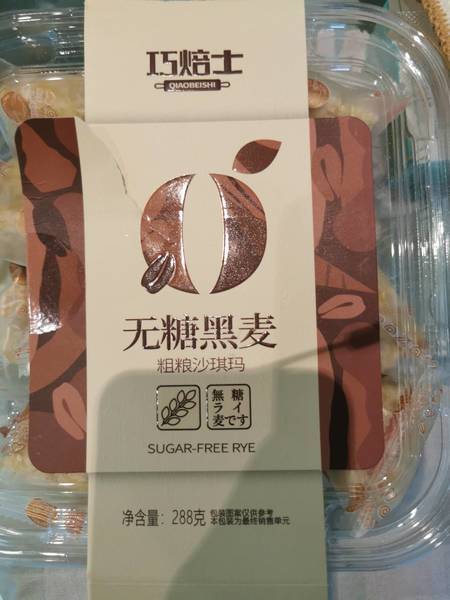 巧焙士
QIAOBEISHI
无糖黑麦
粗粮沙琪玛
無糖
ライ
麦です
SUGAR-FREE RYE
净含量：288克 包装图案仅供参考
本包装为最终销售单元